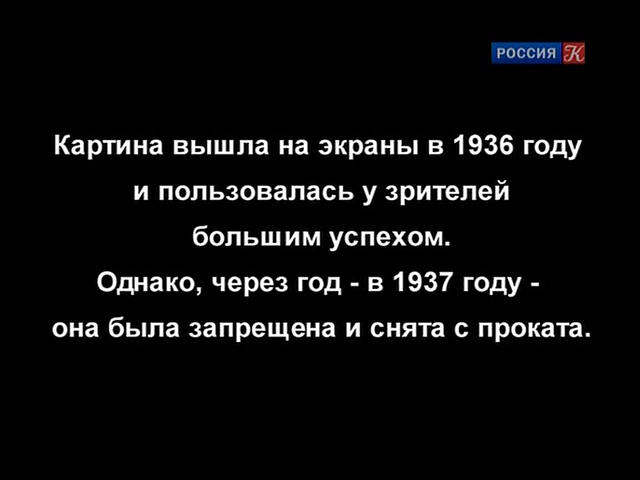 РОССИЯ К
Картина вышла на экраны в 1936 году
и пользовалась у зрителей
большим успехом.
Однако, через год - в 1937 году -
она была запрещена и снята с проката.